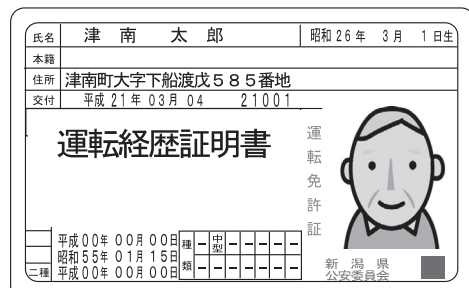 氏名 津南 太郎 昭和26年 3月 1日生
本籍
住所 津南町大字下船渡戊585番地
交付 平成21年03月04 21001
運転経歴証明書
運転免許証
平成00年00月00日
昭和55年01月15日
二種 平成00年00月00日
種類 - 中型 - - - - -
- - - - - -
新潟県
公安委員会